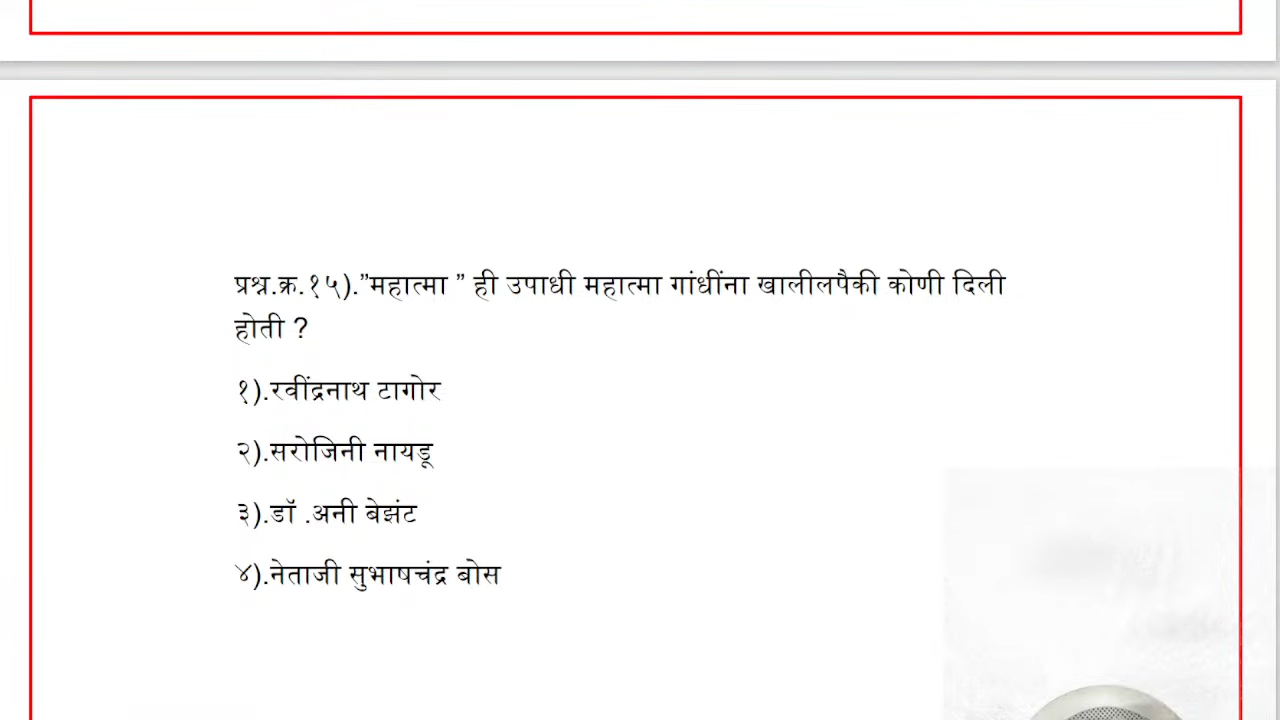 प्रश्न.क्र.१५).”महात्मा ” ही उपाधी महात्मा गांधींना खालीलपैकी कोणी दिली
होती ?
१).रवींद्रनाथ टागोर
२).सरोजिनी नायडू
३).डॉ .अनी बेझंट
४).नेताजी सुभाषचंद्र बोस